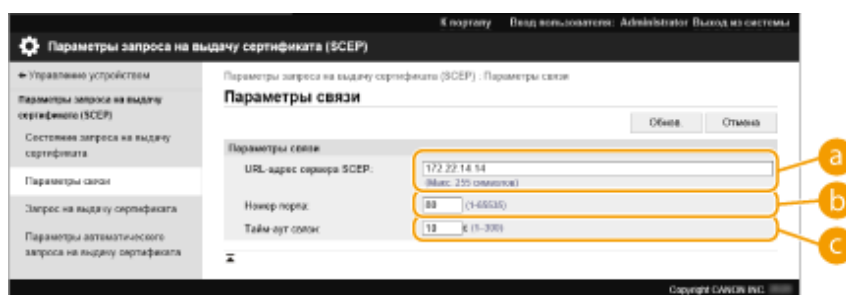 К порталу Вход пользователя: Administrator Выход из системы
Параметры запроса на выдачу сертификата (SCEP)
Управление устройством
Параметры запроса на выдачу сертификата (SCEP) : Параметры связи
Параметры запроса на выдачу
сертификата (SCEP)
Параметры связи
Состояние запроса на выдачу
сертификата
Обнов. Отмена
Параметры связи
Параметры связи
URL-адрес сервера SCEP: 172.22.14.14 a
(Макс. 255 символов)
Запрос на выдачу сертификата
Номер порта: 80 (1-65535) b
Параметры автоматического
запроса на выдачу сертификата
Тайм-аут связи: 10 с (1-300) c
Copyright CANON INC.